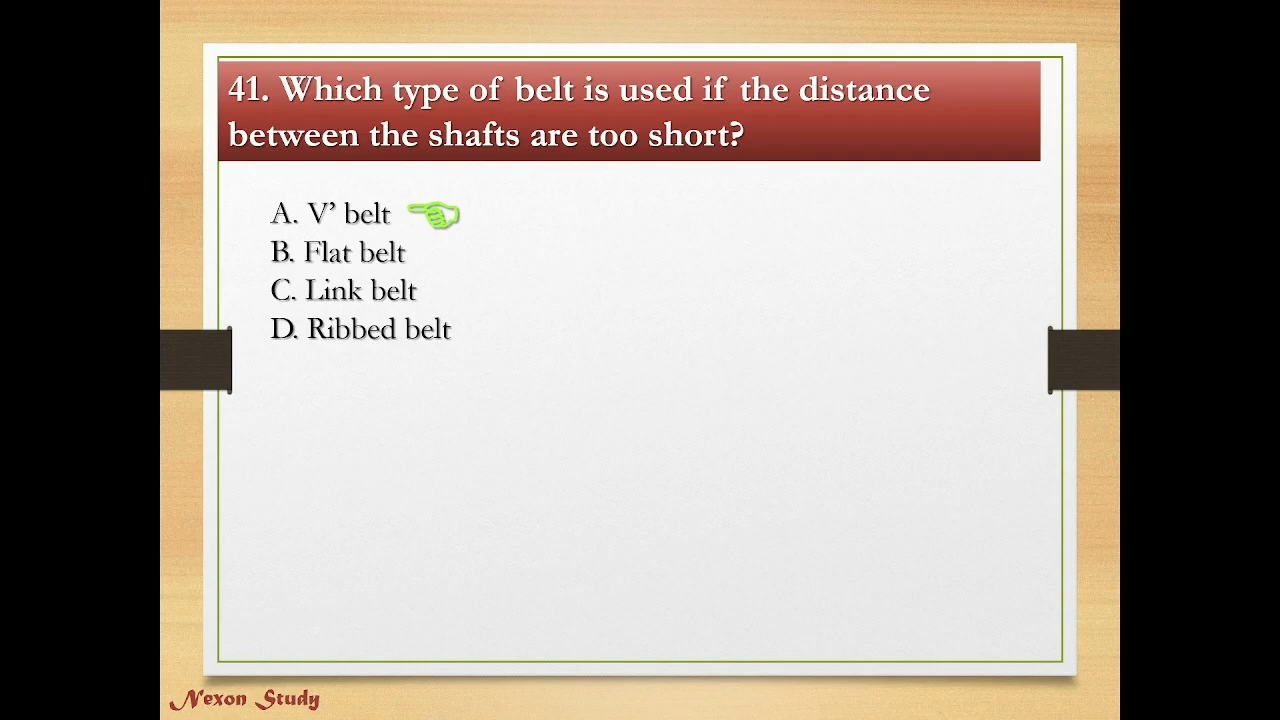 41. Which type of belt is used if the distance
between the shafts are too short?
A. V’ belt
B. Flat belt
C. Link belt
D. Ribbed belt
Nexon Study